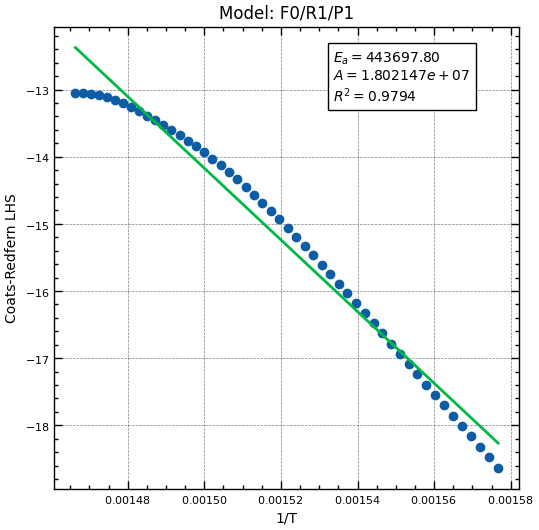 Model: F0/R1/P1
E_a = 443697.80
A = 1.802147e + 07
R² = 0.9794
Coats-Redfern LHS
−13
−14
−15
−16
−17
−18
0.00148 0.00150 0.00152 0.00154 0.00156 0.00158
1/T